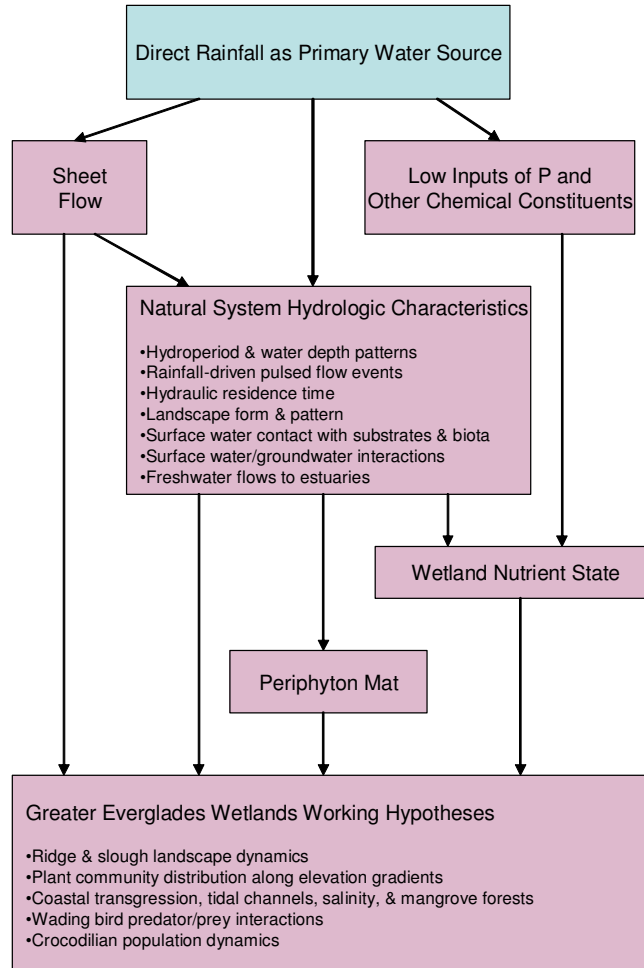 Direct Rainfall as Primary Water Source
Sheet
Flow
Low Inputs of P and
Other Chemical Constituents
Natural System Hydrologic Characteristics
•Hydroperiod & water depth patterns
•Rainfall-driven pulsed flow events
•Hydraulic residence time
•Landscape form & pattern
•Surface water contact with substrates & biota
•Surface water/groundwater interactions
•Freshwater flows to estuaries
Wetland Nutrient State
Periphyton Mat
Greater Everglades Wetlands Working Hypotheses
•Ridge & slough landscape dynamics
•Plant community distribution along elevation gradients
•Coastal transgression, tidal channels, salinity, & mangrove forests
•Wading bird predator/prey interactions
•Crocodilian population dynamics